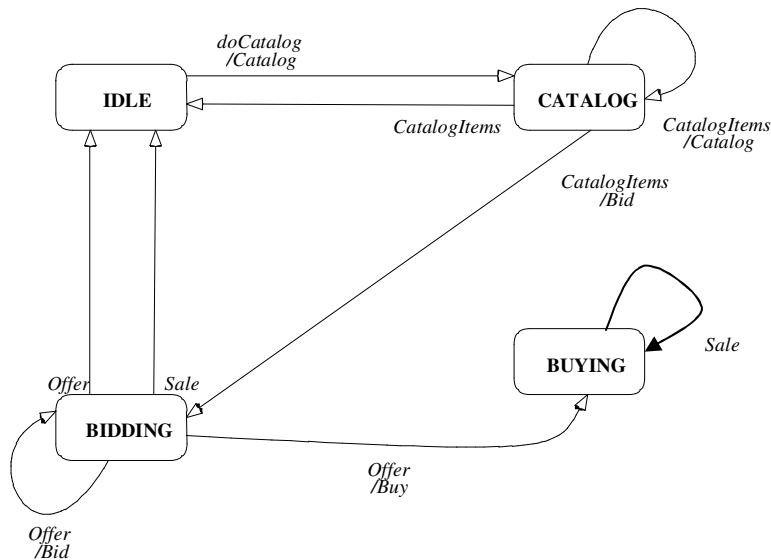 doCatalog
/Catalog
IDLE
CATALOG
CatalogItems
CatalogItems
/Catalog
CatalogItems
/Bid
BUYING
Sale
Offer
Sale
BIDDING
Offer
/Buy
Offer
/Bid